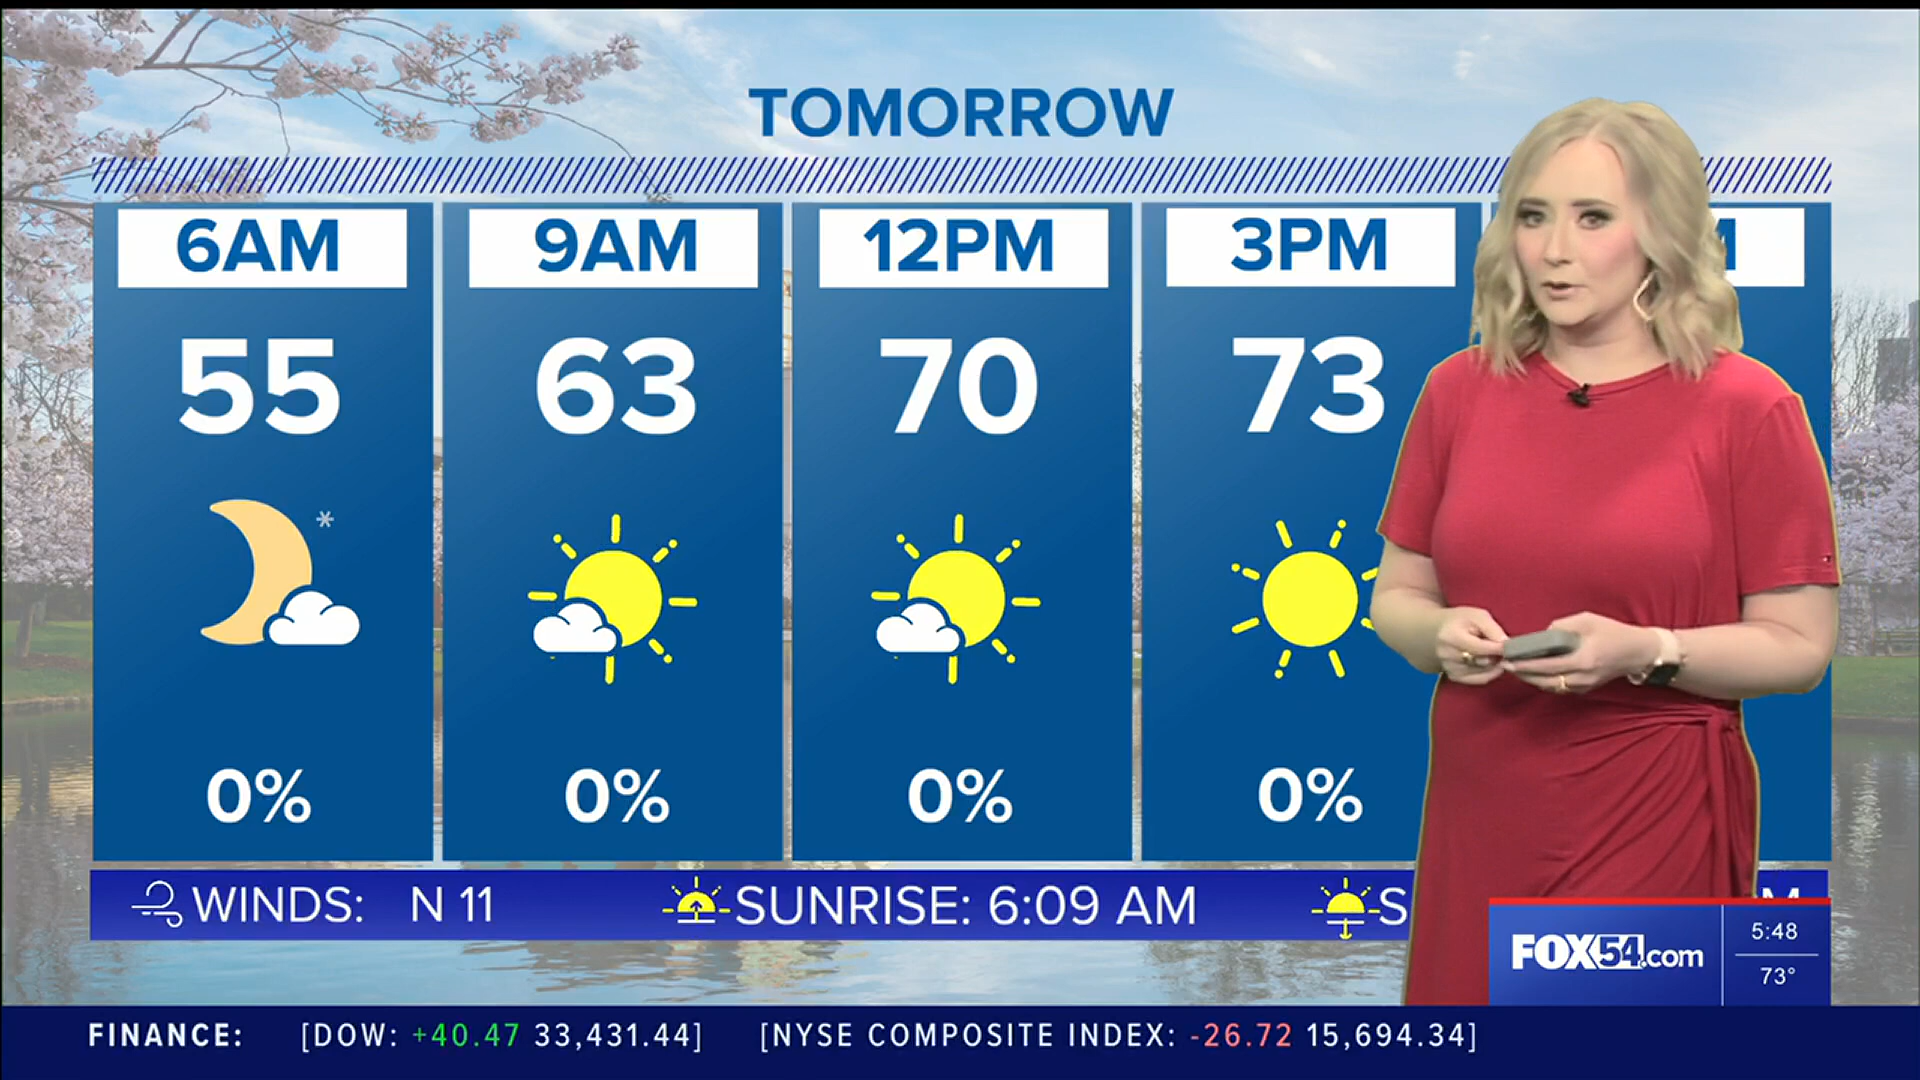 TOMORROW
6AM 9AM 12PM 3PM
55 63 70 73
0% 0% 0% 0%
WINDS: N 11 SUNRISE: 6:09 AM
FOX54.com
5:48
73°
FINANCE: [DOW: +40.47 33,431.44] [NYSE COMPOSITE INDEX: -26.72 15,694.34]